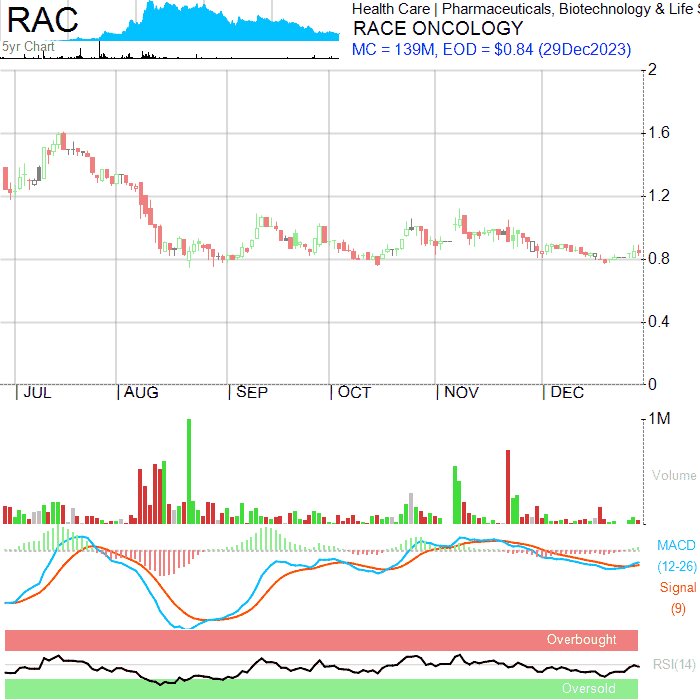 RAC
5yr Chart
Health Care | Pharmaceuticals, Biotechnology & Life S
RACE ONCOLOGY
MC = 139M, EOD = $0.84 (29Dec2023)
2
1.6
1.2
0.8
0.4
0
JUL AUG SEP OCT NOV DEC
1M
Volume
MACD
(12-26)
Signal
(9)
Overbought
RSI(14)
Oversold